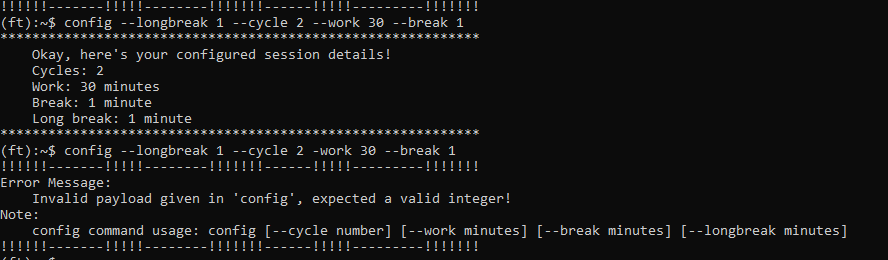 !!!!!!-------!!!!!--------!!!!!!!------!!!!!---------!!!!!!!
(ft):~$ config --longbreak 1 --cycle 2 --work 30 --break 1
************************************************************
Okay, here's your configured session details!
Cycles: 2
Work: 30 minutes
Break: 1 minute
Long break: 1 minute
************************************************************
(ft):~$ config --longbreak 1 --cycle 2 -work 30 --break 1
!!!!!!-------!!!!!--------!!!!!!!------!!!!!---------!!!!!!!
Error Message:
Invalid payload given in 'config', expected a valid integer!
Note:
config command usage: config [--cycle number] [--work minutes] [--break minutes] [--longbreak minutes]
!!!!!!-------!!!!!--------!!!!!!!------!!!!!---------!!!!!!!
(ft):~$